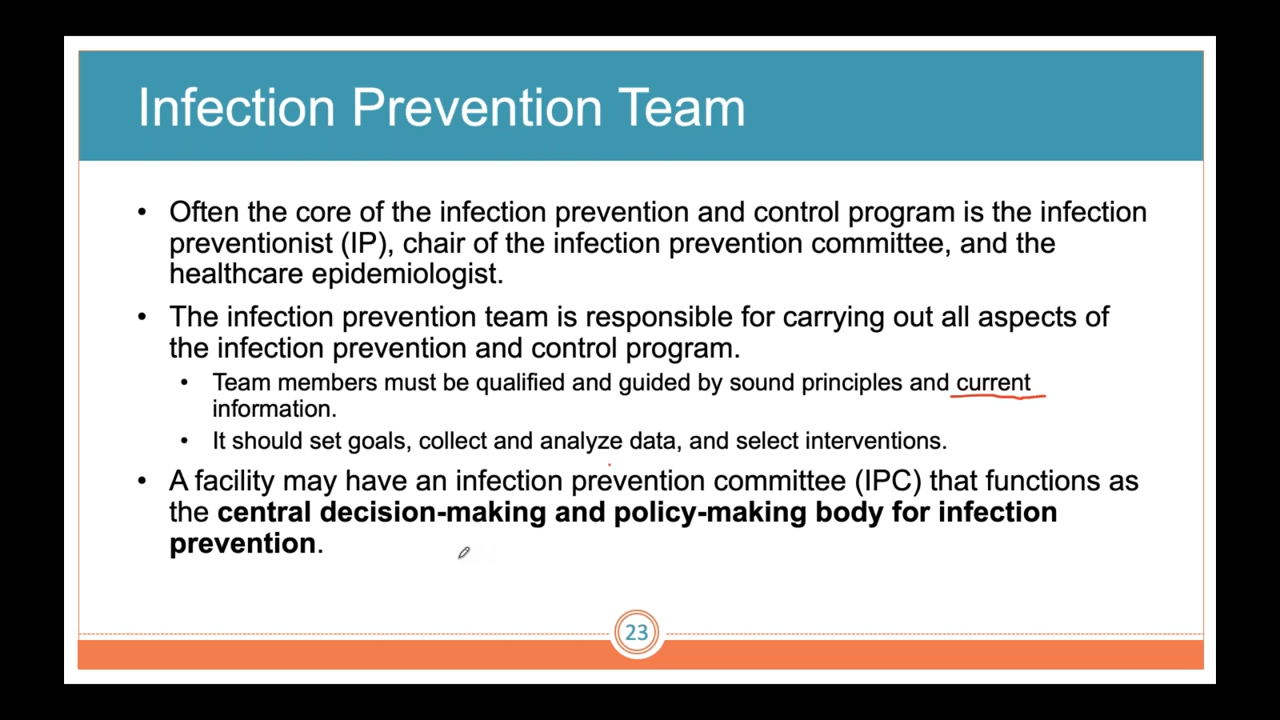 Infection Prevention Team
• Often the core of the infection prevention and control program is the infection
preventionist (IP), chair of the infection prevention committee, and the
healthcare epidemiologist.
• The infection prevention team is responsible for carrying out all aspects of
the infection prevention and control program.
• Team members must be qualified and guided by sound principles and current
information.
• It should set goals, collect and analyze data, and select interventions.
• A facility may have an infection prevention committee (IPC) that functions as
the central decision-making and policy-making body for infection
prevention.
23